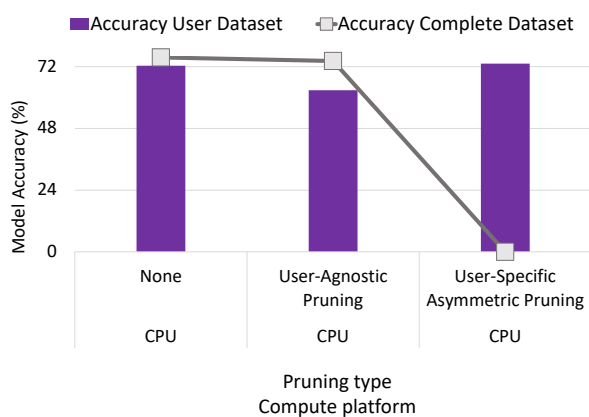 Accuracy User Dataset Accuracy Complete Dataset
Model Accuracy (%)
72
48
24
0
None User-Agnostic Pruning User-Specific Asymmetric Pruning
CPU CPU CPU
Pruning type
Compute platform